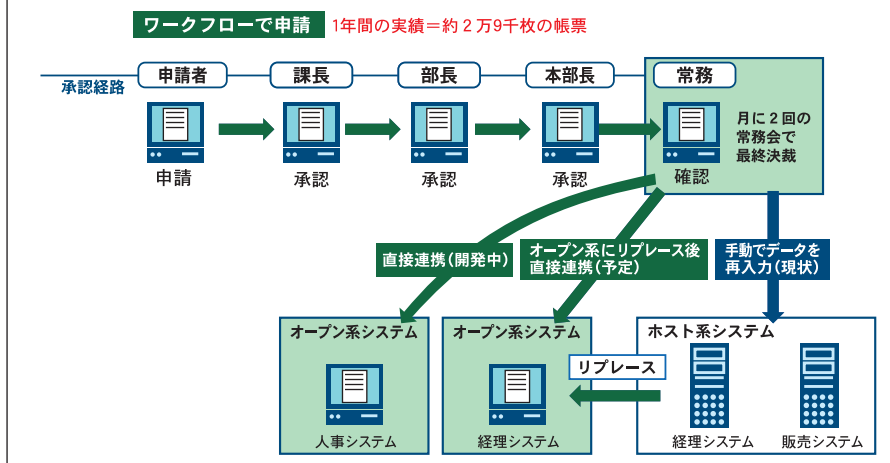 ワークフローで申請
1年間の実績＝約２万9千枚の帳票
承認経路
申請者
課長
部長
本部長
常務
申請
承認
承認
承認
確認
月に２回の
常務会で
最終決裁
直接連携（開発中）
オープン系にリプレース後
直接連携（予定）
手動でデータを
再入力（現状）
オープン系システム
人事システム
オープン系システム
経理システム
リプレース
ホスト系システム
経理システム
販売システム